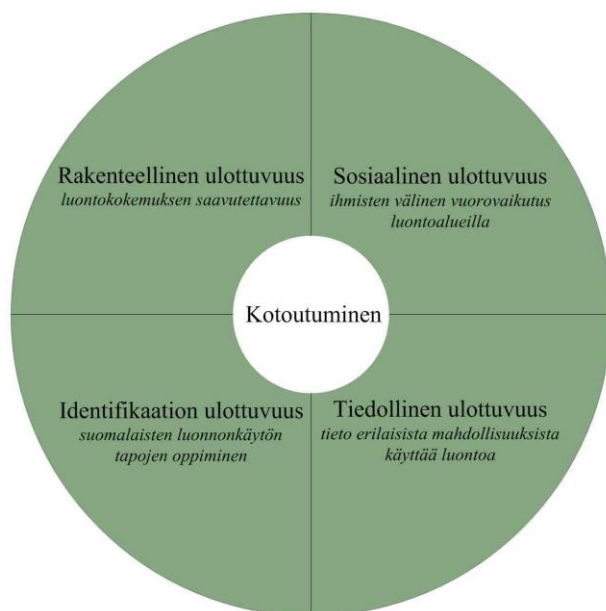 Rakenteellinen ulottuvuus
luontokokemuksen saavutettavuus
Sosiaalinen ulottuvuus
ihmisten välinen vuorovaikutus
luontoalueilla
Kotoutuminen
Identifikaation ulottuvuus
suomalaisten luonnonkäytön
tapojen oppiminen
Tiedollinen ulottuvuus
tieto erilaisista mahdollisuuksista
käyttää luontoa